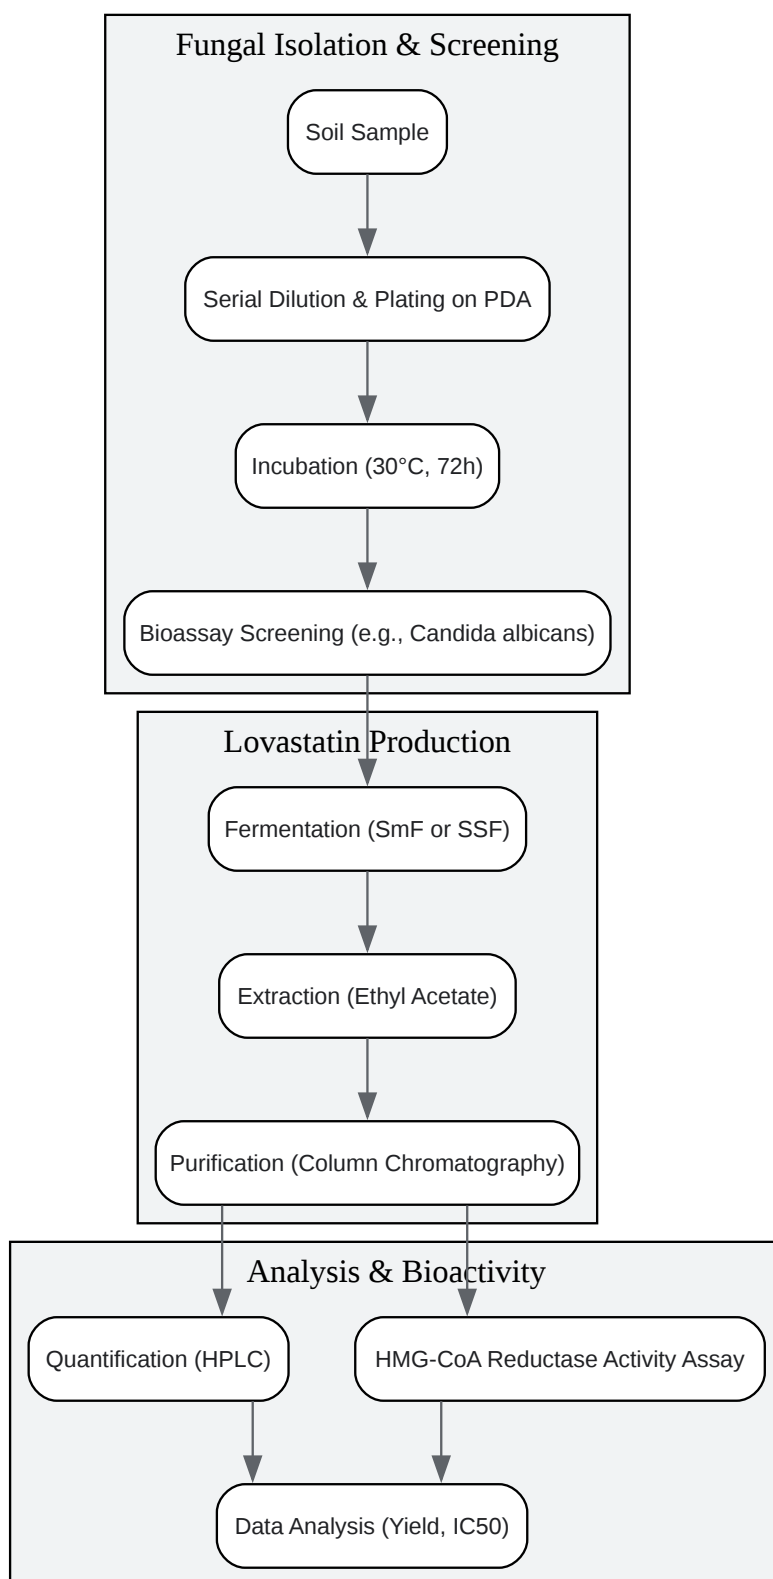 Fungal Isolation & Screening
Soil Sample
Serial Dilution & Plating on PDA
Incubation (30°C, 72h)
Bioassay Screening (e.g., Candida albicans)
Lovastatin Production
Fermentation (SmF or SSF)
Extraction (Ethyl Acetate)
Purification (Column Chromatography)
Analysis & Bioactivity
Quantification (HPLC)
HMG-CoA Reductase Activity Assay
Data Analysis (Yield, IC50)